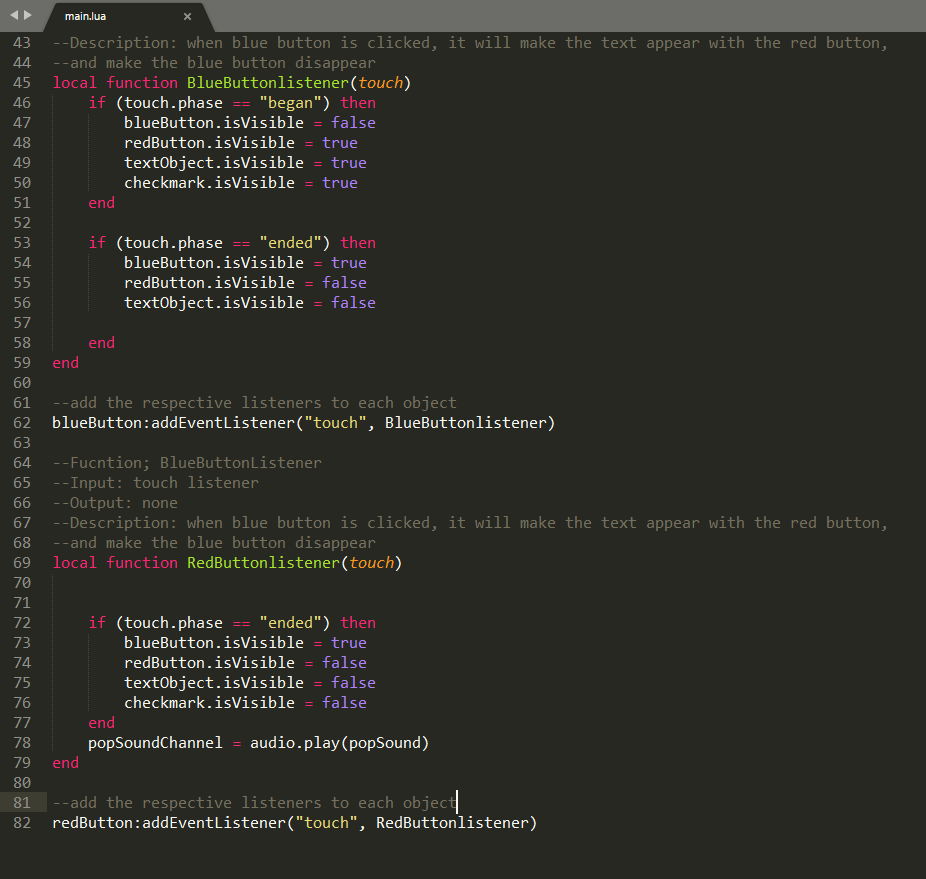 main.lua ×
43 --Description: when blue button is clicked, it will make the text appear with the red button,
44 --and make the blue button disappear
45 local function BlueButtonlistener(touch)
46     if (touch.phase == "began") then
47         blueButton.isVisible = false
48         redButton.isVisible = true
49         textObject.isVisible = true
50         checkmark.isVisible = true
51     end
52
53     if (touch.phase == "ended") then
54         blueButton.isVisible = true
55         redButton.isVisible = false
56         textObject.isVisible = false
57
58     end
59 end
60
61 --add the respective listeners to each object
62 blueButton:addEventListener("touch", BlueButtonlistener)
63
64 --Fucntion; BlueButtonListener
65 --Input: touch listener
66 --Output: none
67 --Description: when blue button is clicked, it will make the text appear with the red button,
68 --and make the blue button disappear
69 local function RedButtonlistener(touch)
70
71
72     if (touch.phase == "ended") then
73         blueButton.isVisible = true
74         redButton.isVisible = false
75         textObject.isVisible = false
76         checkmark.isVisible = false
77     end
78     popSoundChannel = audio.play(popSound)
79 end
80
81 --add the respective listeners to each object
82 redButton:addEventListener("touch", RedButtonlistener)